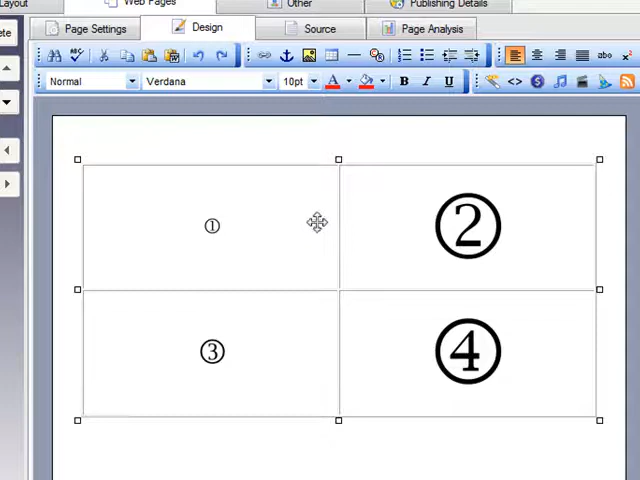 Layout Web Pages Other Publishing Details
Page Settings Design Source Page Analysis
Normal Verdana 10pt A B I U abc x
① ②
③ ④